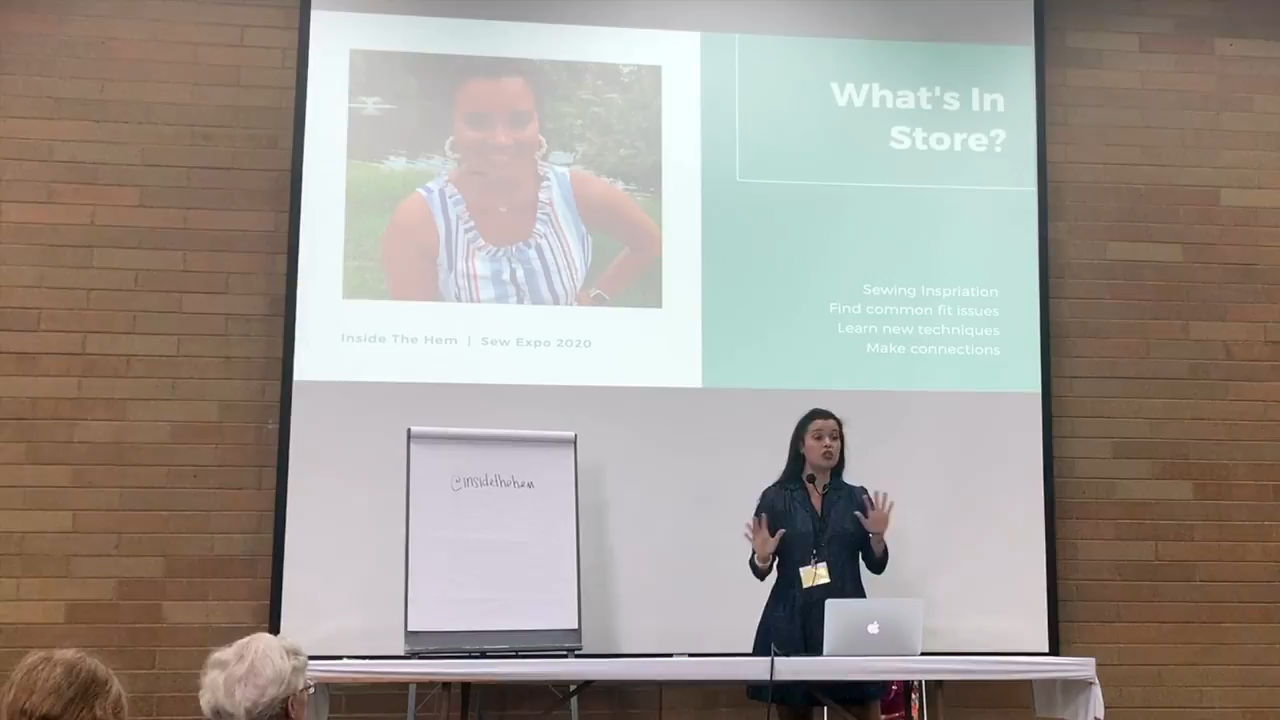 What's In
Store?
Sewing Inspriation
Find common fit issues
Learn new techniques
Make connections
Inside The Hem | Sew Expo 2020
@insidethehem